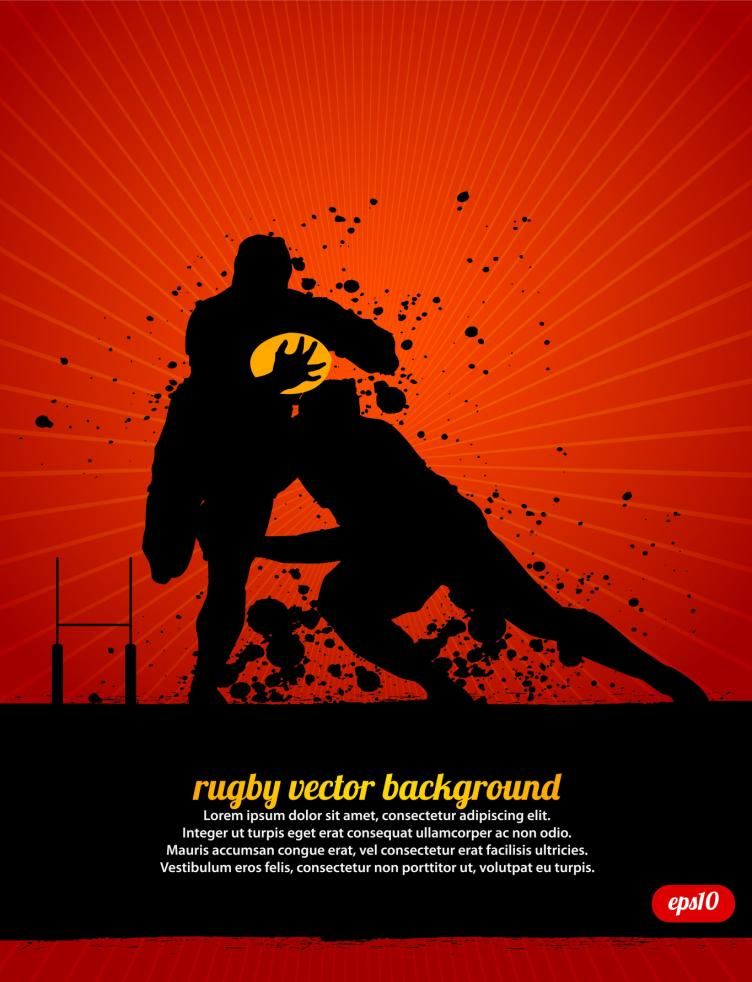 rugby vector background
Lorem ipsum dolor sit amet, consectetur adipiscing elit.
Integer ut turpis eget erat consequat ullamcorper ac non odio.
Mauris accumsan congue erat, vel consectetur erat facilisis ultricies.
Vestibulum eros felis, consectetur non porttitor ut, volutpat eu turpis.
eps10